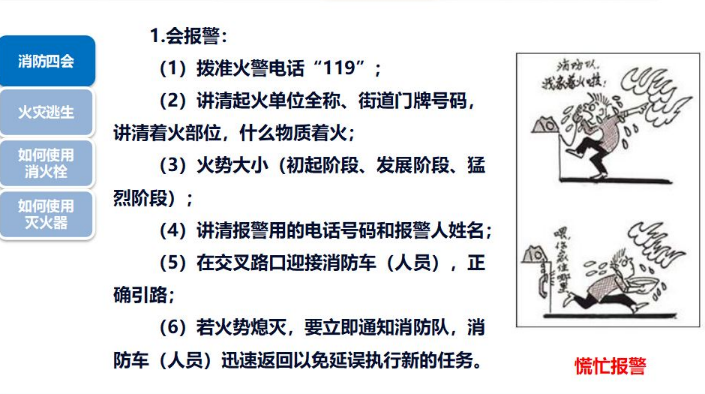 消防四会
火灾逃生
如何使用
消火栓
如何使用
灭火器
1.会报警：
（1）拨准火警电话“119”；
（2）讲清起火单位全称、街道门牌号码，
讲清着火部位，什么物质着火；
（3）火势大小（初起阶段、发展阶段、猛
烈阶段）；
（4）讲清报警用的电话号码和报警人姓名；
（5）在交叉路口迎接消防车（人员），正
确引路；
（6）若火势熄灭，要立即通知消防队，消
防车（人员）迅速返回以免延误执行新的任务。
消防队，
我家着火啦！
喂，
你家住哪里
慌忙报警